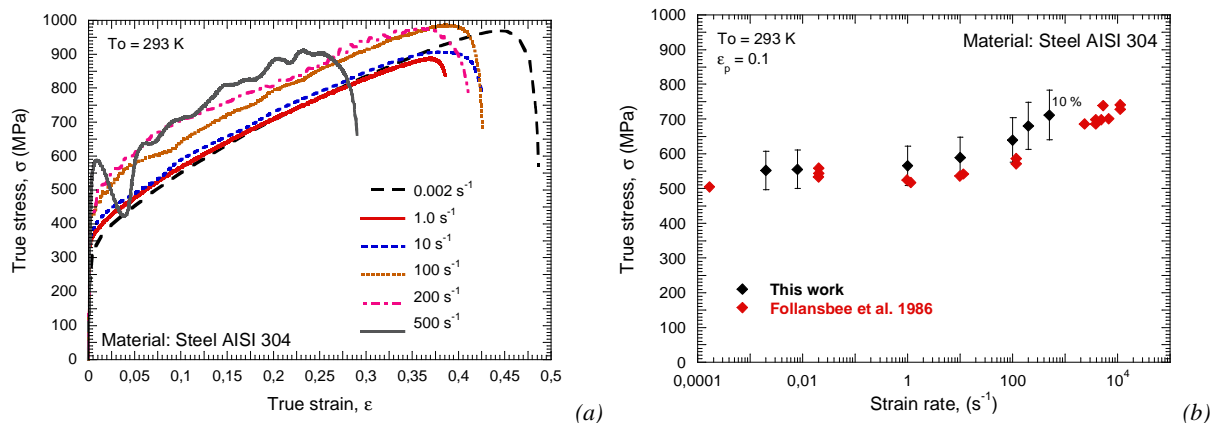 1000
900
800
700
600
500
400
300
200
100
0
True stress, σ (MPa)
To = 293 K
0.002 s⁻¹
1.0 s⁻¹
10 s⁻¹
100 s⁻¹
200 s⁻¹
500 s⁻¹
Material: Steel AISI 304
0 0,05 0,1 0,15 0,2 0,25 0,3 0,35 0,4 0,45 0,5
True strain, ε
(a)
1000
900
800
700
600
500
400
300
200
100
0
True stress, σ (MPa)
To = 293 K
Material: Steel AISI 304
εₚ = 0.1
10 %
This work
Follansbee et al. 1986
0,0001 0,01 1 100 10⁴
Strain rate, (s⁻¹)
(b)